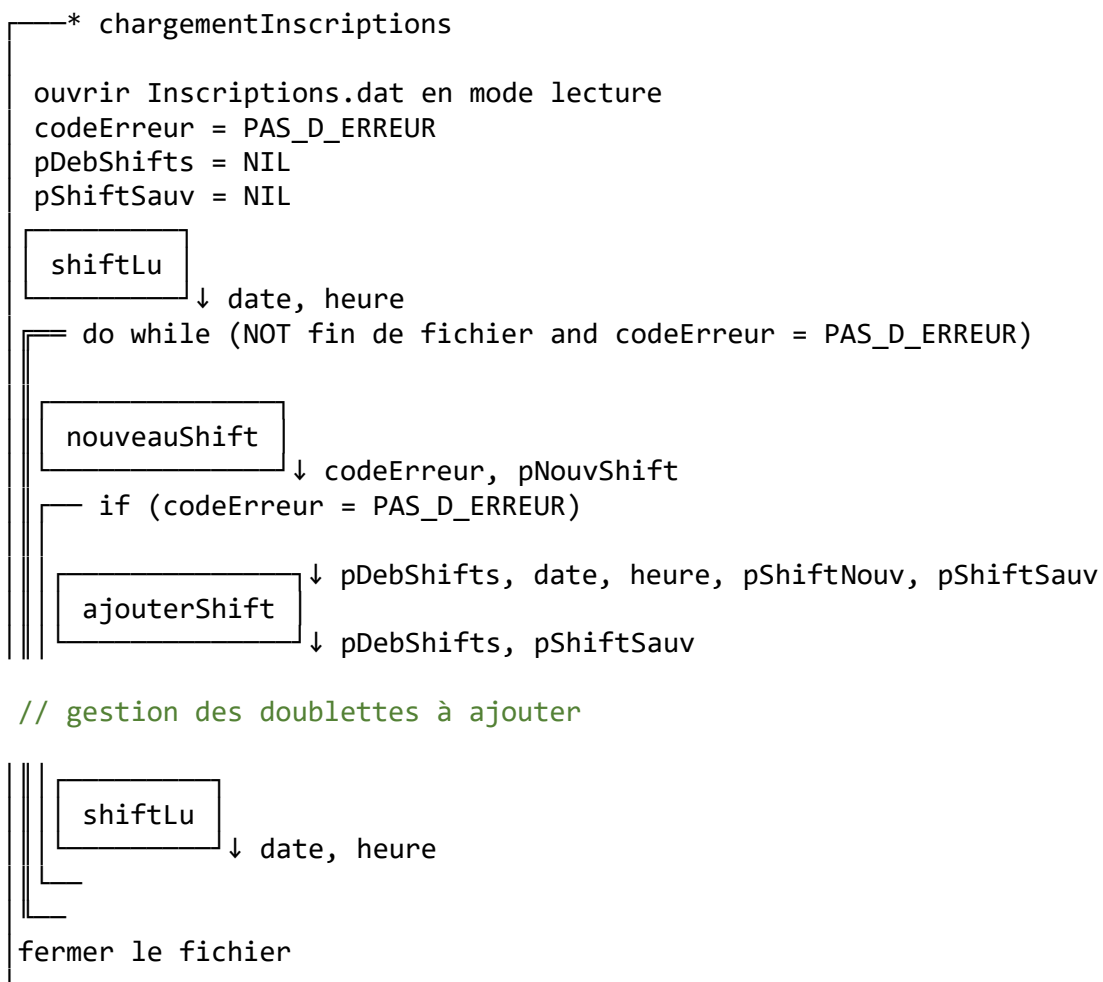 * chargementInscriptions
ouvrir Inscriptions.dat en mode lecture
codeErreur = PAS_D_ERREUR
pDebShifts = NIL
pShiftSauv = NIL
shiftLu
↓ date, heure
do while (NOT fin de fichier and codeErreur = PAS_D_ERREUR)
nouveauShift
↓ codeErreur, pNouvShift
if (codeErreur = PAS_D_ERREUR)
↓ pDebShifts, date, heure, pShiftNouv, pShiftSauv
ajouterShift
↓ pDebShifts, pShiftSauv
// gestion des doublettes à ajouter
shiftLu
↓ date, heure
fermer le fichier